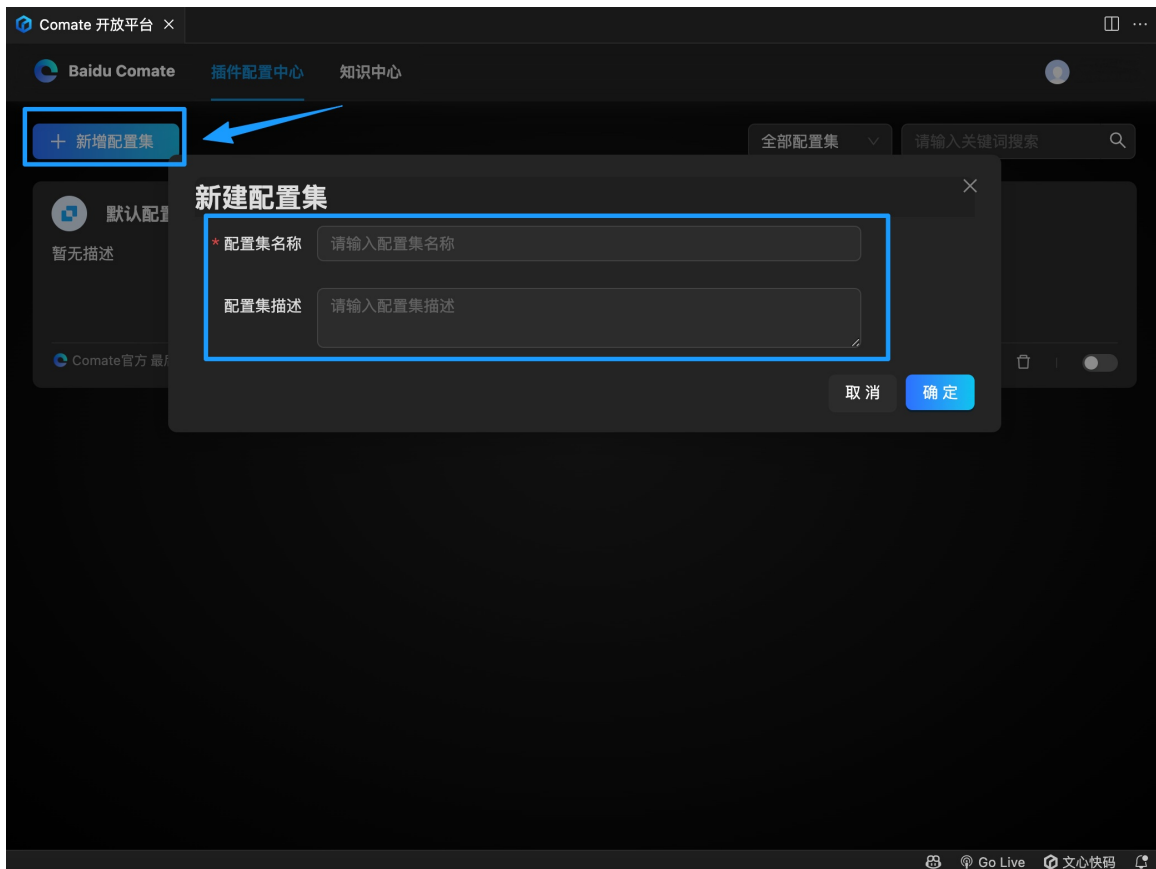 Comate 开放平台
Baidu Comate 插件配置中心 知识中心
新增配置集 全部配置集 请输入关键词搜索
新建配置集
默认配
暂无描述
* 配置集名称 请输入配置集名称
配置集描述 请输入配置集描述
Comate官方 最
取 消 确 定
Go Live 文心快码